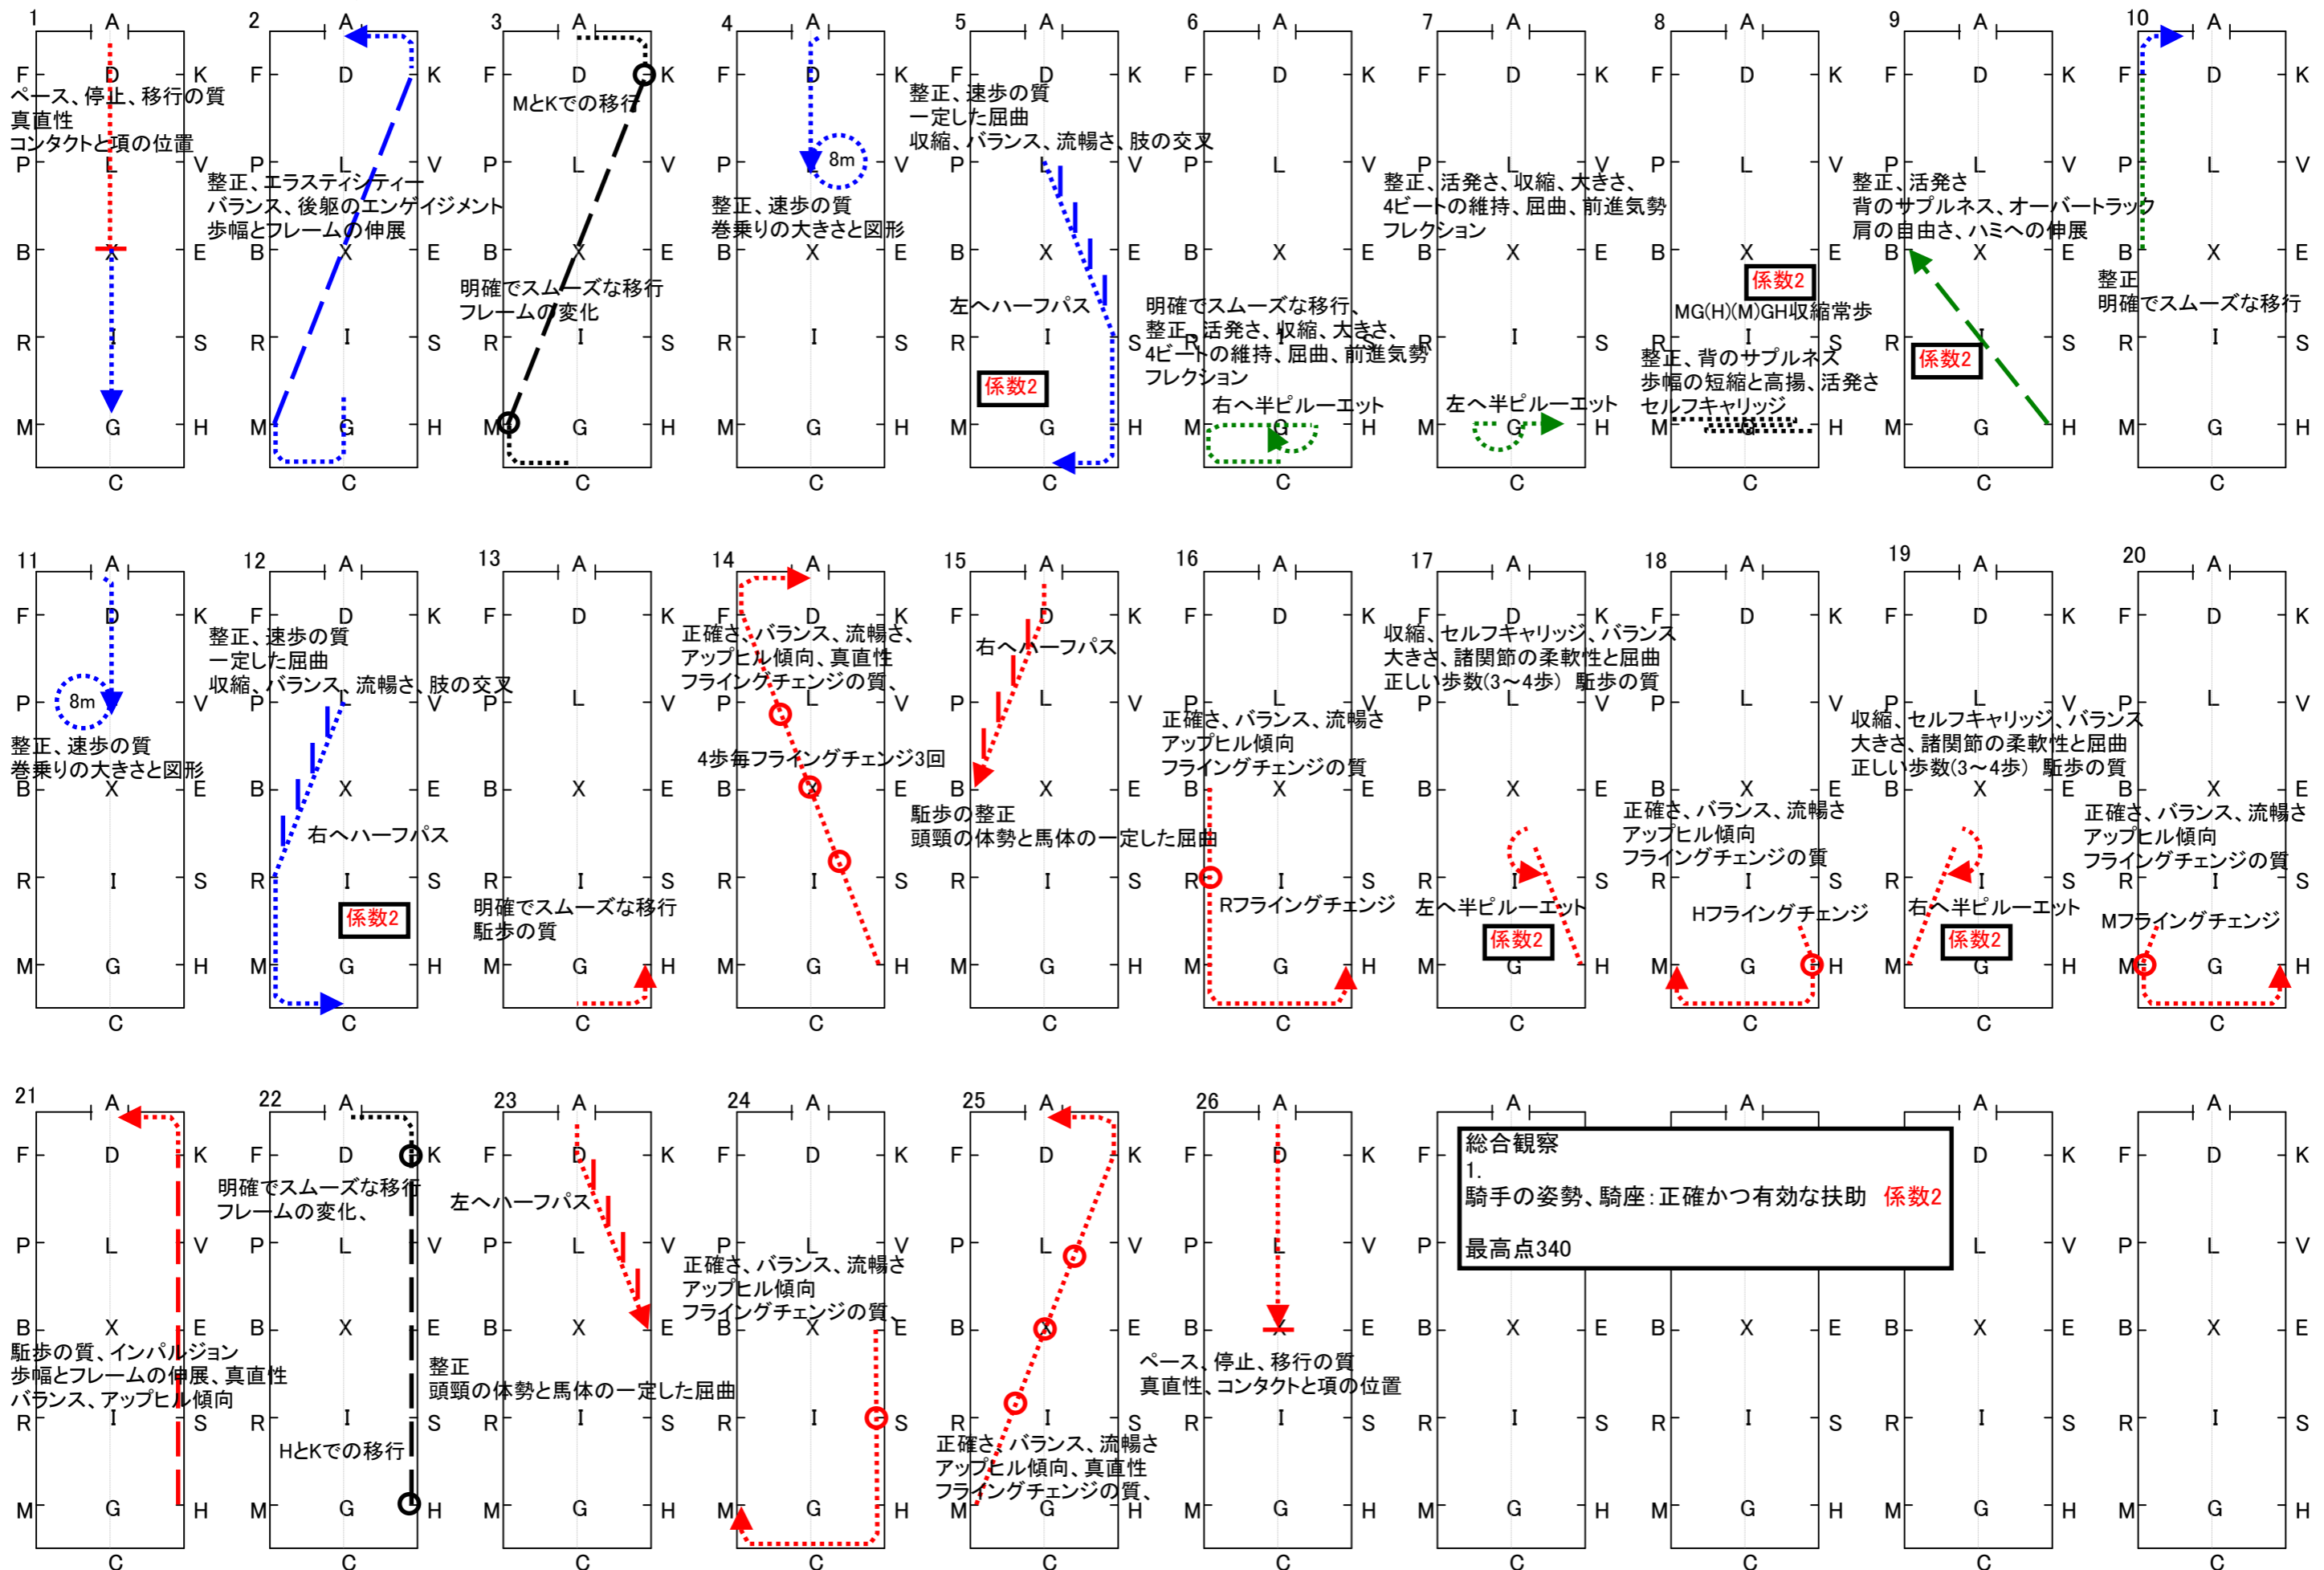 1
A
F D K
ペース、停止、移行の質
真直性
コンタクトと項の位置
P L V
B X E
R I S
M G H
C
2
A
F D K
P L V
整正、エラスティシティー
バランス、後躯のエンゲイジメント
歩幅とフレームの伸展
B X E
R I S
M G H
C
3
A
F D K
MとKでの移行
P L V
B X E
明確でスムーズな移行
フレームの変化
R I S
M G H
C
4
A
F D K
P L 8m V
整正、速歩の質
巻乗りの大きさと図形
B X E
R I S
M G H
C
5
A
F D K
整正、速歩の質
一定した屈曲
収縮、バランス、流暢さ、肢の交叉
P L V
B X E
左へハーフパス
R I S
係数2
M G H
C
6
A
F D K
P L V
B X E
明確でスムーズな移行、
整正、活発さ、収縮、大きさ、
R I S
4ビートの維持、屈曲、前進気勢
フレクション
右へ半ピルーエット
M G H
C
7
A
F D K
P L V
整正、活発さ、収縮、大きさ、
4ビートの維持、屈曲、前進気勢
フレクション
B X E
R I S
左へ半ピルーエット
M G H
C
8
A
F D K
P L V
B X E
係数2
MG(H)(M)GH収縮常歩
R I S
整正、背のサプルネス
歩幅の短縮と高揚、活発さ
セルフキャリッジ
M G H
C
9
A
F D K
P L V
整正、活発さ
背のサプルネス、オーバートラック
肩の自由さ、ハミへの伸展
B X E
R I S
係数2
M G H
C
10
A
F D K
P L V
B X E
整正
明確でスムーズな移行
R I S
M G H
C
11
A
F D K
P 8m V
整正、速歩の質
巻乗りの大きさと図形
B X E
R I S
M G H
C
12
A
F D K
整正、速歩の質
一定した屈曲
収縮、バランス、流暢さ、肢の交叉
P L V
B X E
右へハーフパス
R I S
係数2
M G H
C
13
A
F D K
P L V
B X E
R I S
明確でスムーズな移行
駈歩の質
M G H
C
14
A
F D K
正確さ、バランス、流暢さ、
アップヒル傾向、真直性
フライングチェンジの質、
P L V
4歩毎フライングチェンジ3回
B X E
R I S
M G H
C
15
A
F D K
右へハーフパス
P L V
B X E
駈歩の整正
頭頸の体勢と馬体の一定した屈曲
R I S
M G H
C
16
A
F D K
P L V
正確さ、バランス、流暢さ
アップヒル傾向
フライングチェンジの質
B X E
R I S
Rフライングチェンジ
M G H
C
17
A
F D K
収縮、セルフキャリッジ、バランス
大きさ、諸関節の柔軟性と屈曲
正しい歩数(3～4歩) 駈歩の質
P L V
B X E
R I S
左へ半ピルーエット
係数2
M G H
C
18
A
F D K
P L V
B X E
正確さ、バランス、流暢さ
アップヒル傾向
フライングチェンジの質
R I S
Hフライングチェンジ
M G H
C
19
A
F D K
P L V
収縮、セルフキャリッジ、バランス
大きさ、諸関節の柔軟性と屈曲
正しい歩数(3～4歩) 駈歩の質
B X E
R I S
右へ半ピルーエット
係数2
M G H
C
20
A
F D K
P L V
B X E
正確さ、バランス、流暢さ
アップヒル傾向
フライングチェンジの質
R I S
Mフライングチェンジ
M G H
C
21
A
F D K
P L V
B X E
駈歩の質、インパルジョン
歩幅とフレームの伸展、真直性
バランス、アップヒル傾向
R I S
M G H
C
22
A
F D K
明確でスムーズな移行
フレームの変化、
P L V
B X E
R I S
HとKでの移行
M G H
C
23
A
F D K
左へハーフパス
P L V
B X E
整正
頭頸の体勢と馬体の一定した屈曲
R I S
M G H
C
24
A
F D K
P L V
正確さ、バランス、流暢さ
アップヒル傾向
フライングチェンジの質、
B X E
R I S
M G H
C
25
A
F D K
P L V
B X E
R I S
正確さ、バランス、流暢さ
アップヒル傾向、真直性
フライングチェンジの質、
M G H
C
26
A
F D K
P L V
B X E
ペース、停止、移行の質
真直性、コンタクトと項の位置
R I S
M G H
C
A
F
総合観察
1.
騎手の姿勢、騎座：正確かつ有効な扶助 係数2
最高点340
P
B X E
R I S
M G H
C
A
B X E
R I S
M G H
C
A
D K
L V
B X E
R I S
M G H
C
A
F D K
P L V
B X E
R I S
M G H
C